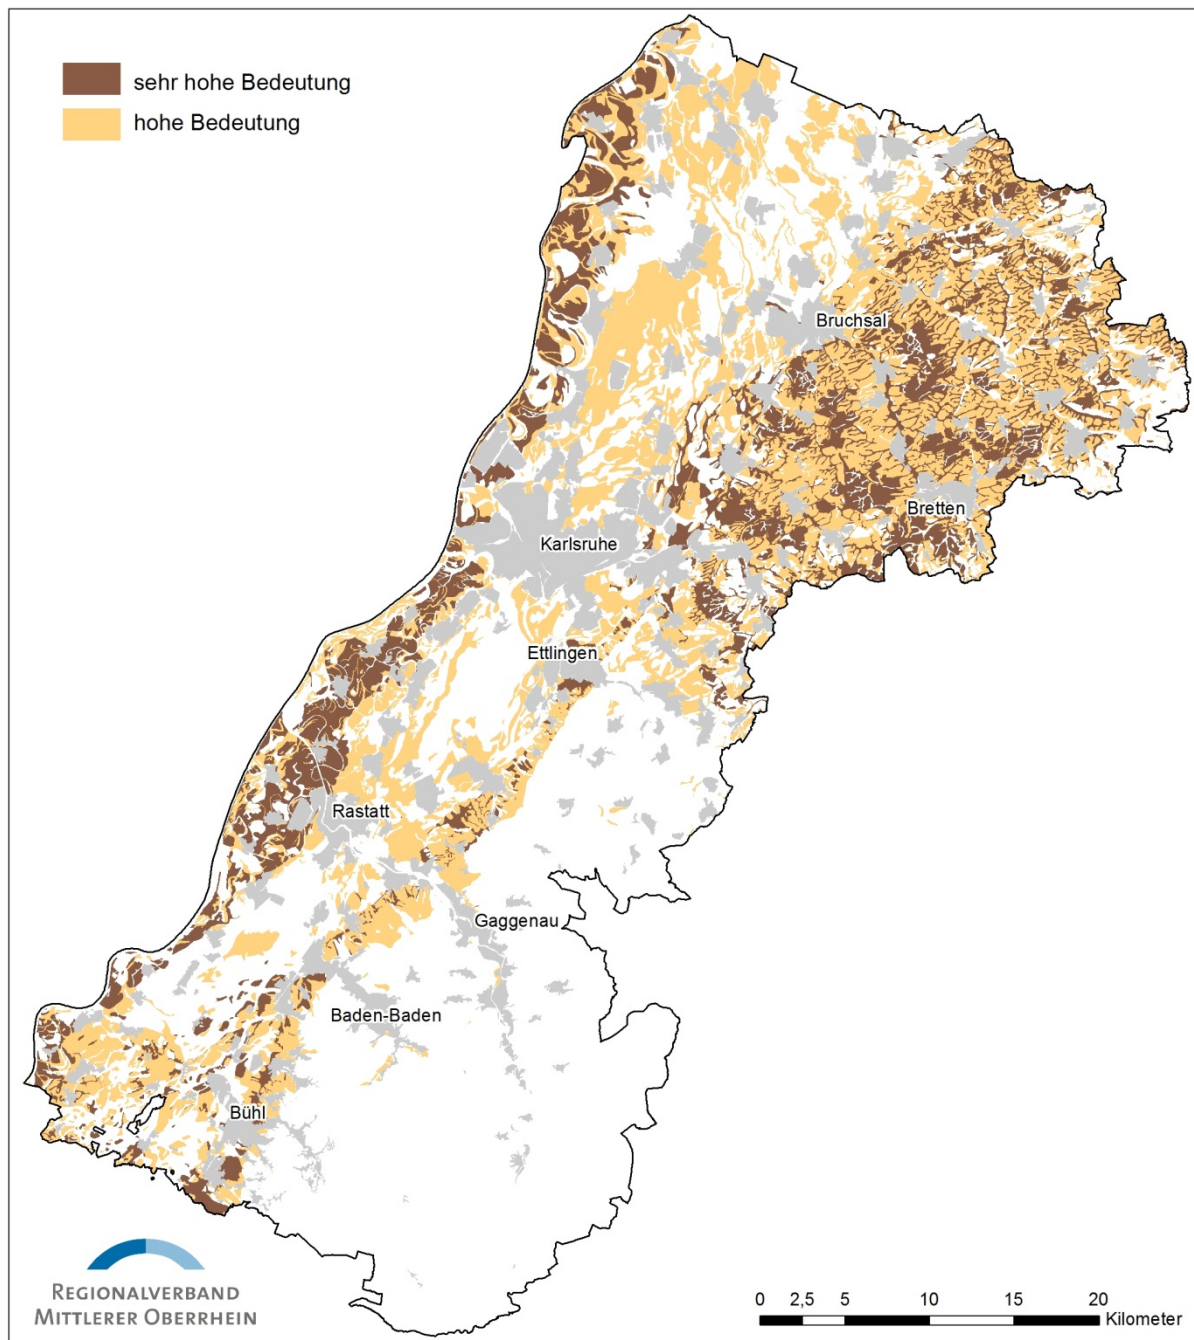 sehr hohe Bedeutung
hohe Bedeutung
Bruchsal
Bretten
Karlsruhe
Ettlingen
Rastatt
Gaggenau
Baden-Baden
Bühl
REGIONALVERBAND
MITTLERER OBERRHEIN
0 2,5 5 10 15 20
Kilometer